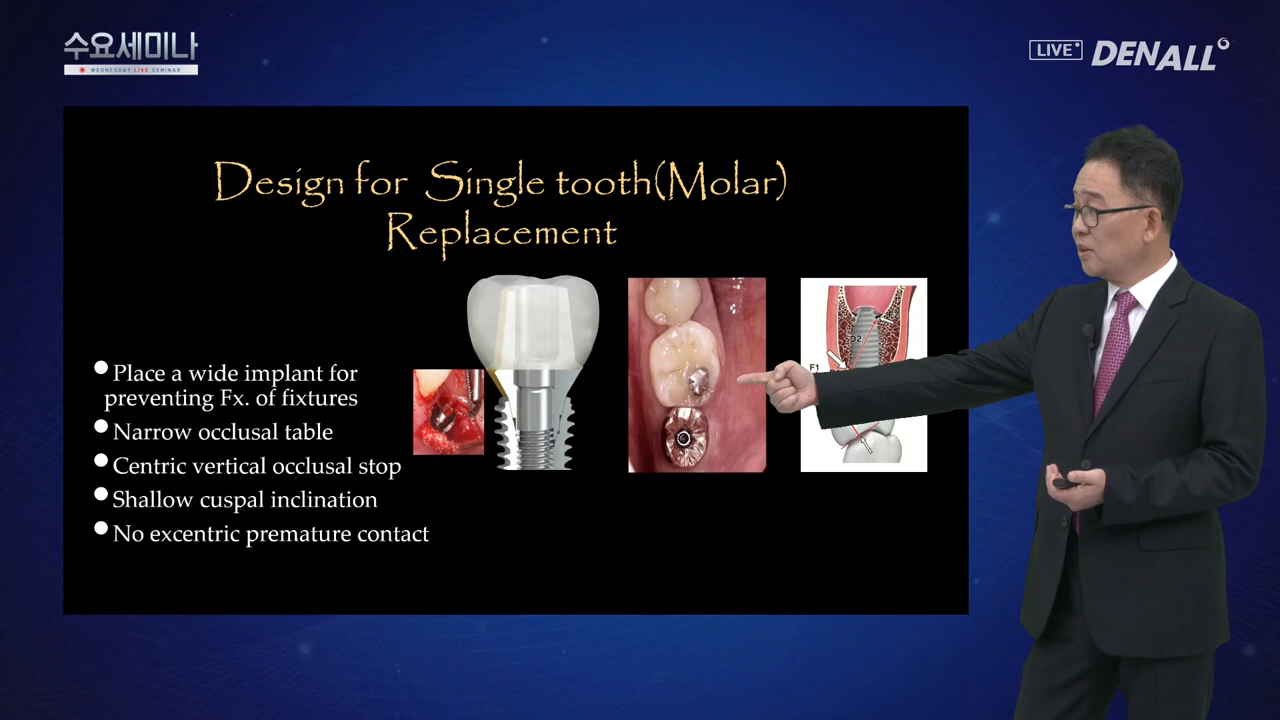 수요세미나
WEDNESDAY LIVE SEMINAR
LIVE
DENALL
Design for Single tooth(Molar)
Replacement
Place a wide implant for
preventing Fx. of fixtures
Narrow occlusal table
Centric vertical occlusal stop
Shallow cuspal inclination
No excentric premature contact
D2
F1